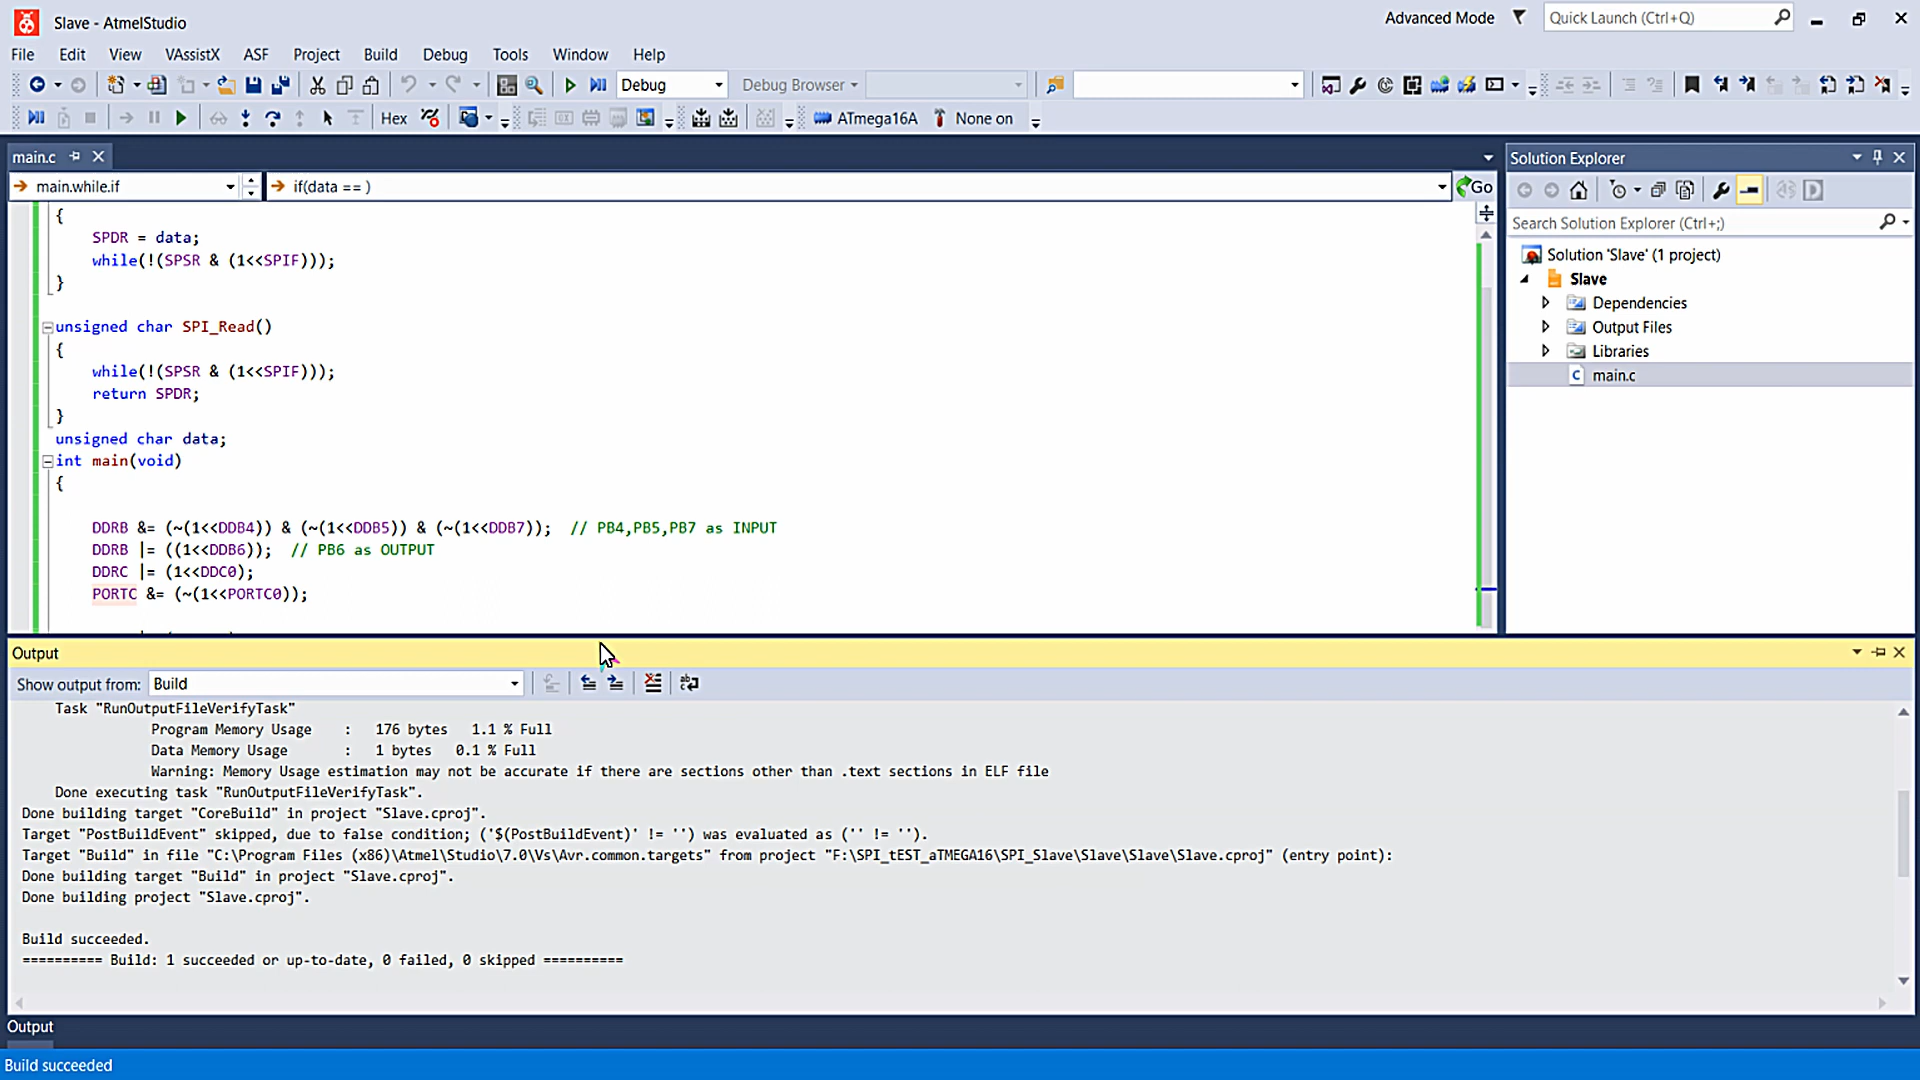 Slave - AtmelStudio
Advanced Mode
Quick Launch (Ctrl+Q)
File Edit View VAssistX ASF Project Build Debug Tools Window Help
Debug Debug Browser
Hex ATmega16A None on
main.c
main.while.if if(data == ) Go
{
SPDR = data;
while(!(SPSR & (1<<SPIF)));
}
unsigned char SPI_Read()
{
while(!(SPSR & (1<<SPIF)));
return SPDR;
}
unsigned char data;
int main(void)
{
DDRB &= (~(1<<DDB4)) & (~(1<<DDB5)) & (~(1<<DDB7)); // PB4,PB5,PB7 as INPUT
DDRB |= ((1<<DDB6)); // PB6 as OUTPUT
DDRC |= (1<<DDC0);
PORTC &= (~(1<<PORTC0));
Solution Explorer
Search Solution Explorer (Ctrl+;)
Solution 'Slave' (1 project)
Slave
Dependencies
Output Files
Libraries
main.c
Output
Show output from: Build
Task "RunOutputFileVerifyTask"
Program Memory Usage : 176 bytes 1.1 % Full
Data Memory Usage : 1 bytes 0.1 % Full
Warning: Memory Usage estimation may not be accurate if there are sections other than .text sections in ELF file
Done executing task "RunOutputFileVerifyTask".
Done building target "CoreBuild" in project "Slave.cproj".
Target "PostBuildEvent" skipped, due to false condition; ('$(PostBuildEvent)' != '') was evaluated as ('' != '').
Target "Build" in file "C:\Program Files (x86)\Atmel\Studio\7.0\Vs\Avr.common.targets" from project "F:\SPI_tEST_aTMEGA16\SPI_Slave\Slave\Slave\Slave.cproj" (entry point):
Done building target "Build" in project "Slave.cproj".
Done building project "Slave.cproj".
Build succeeded.
========== Build: 1 succeeded or up-to-date, 0 failed, 0 skipped ==========
Output
Build succeeded